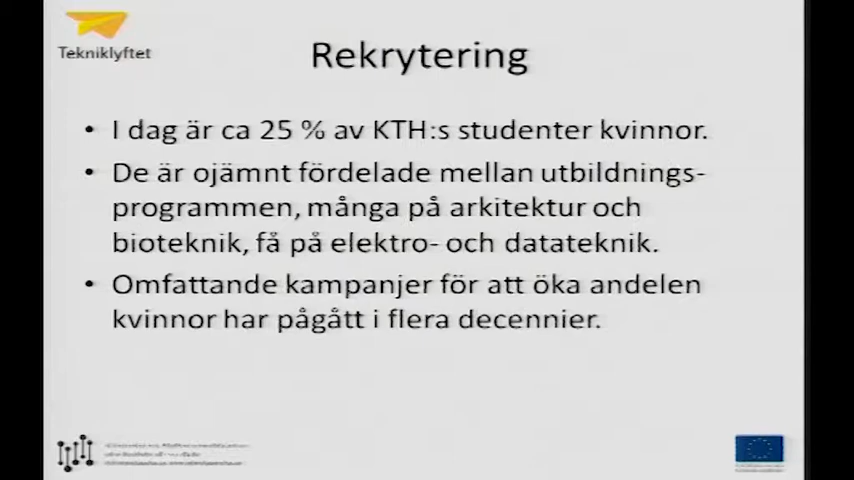 Tekniklyftet
Rekrytering
• I dag är ca 25 % av KTH:s studenter kvinnor.
• De är ojämnt fördelade mellan utbildnings-
programmen, många på arkitektur och
bioteknik, få på elektro- och datateknik.
• Omfattande kampanjer för att öka andelen
kvinnor har pågått i flera decennier.